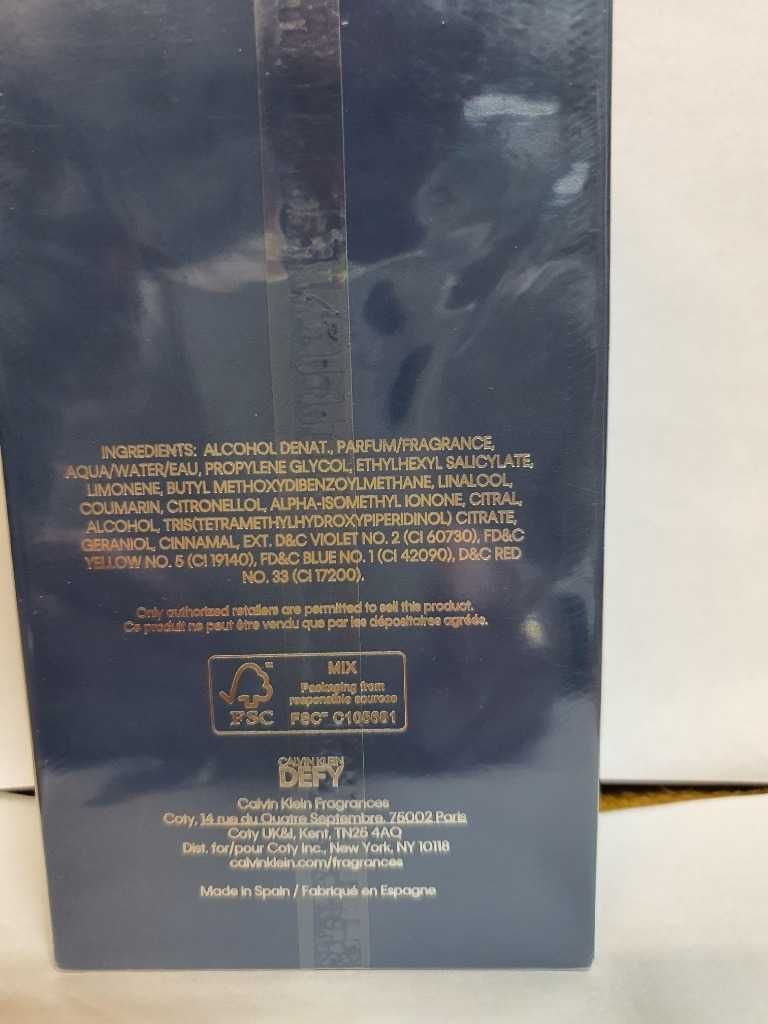 INGREDIENTS: ALCOHOL DENAT., PARFUM/FRAGRANCE,
AQUA/WATER/EAU, PROPYLENE GLYCOL, ETHYLHEXYL SALICYLATE,
LIMONENE, BUTYL METHOXYDIBENZOYLMETHANE, LINALOOL,
COUMARIN, CITRONELLOL, ALPHA-ISOMETHYL IONONE, CITRAL,
ALCOHOL, TRIS(TETRAMETHYLHYDROXYPIPERIDINOL) CITRATE,
GERANIOL, CINNAMAL, EXT. D&C VIOLET NO. 2 (CI 60730), FD&C
YELLOW NO. 5 (CI 19140), FD&C BLUE NO. 1 (CI 42090), D&C RED
NO. 33 (CI 17200).
Only authorized retailers are permitted to sell this product.
Ce produit ne peut être vendu que par les dépositaires agréés.
FSC™
MIX
Packaging from
responsible sources
FSC™ C105661
CALVIN KLEIN
DEFY
Calvin Klein Fragrances
Coty, 14 rue du Quatre Septembre, 75002 Paris
Coty UK&I, Kent, TN25 4AQ
Dist. for/pour Coty Inc., New York, NY 10118
calvinklein.com/fragrances
Made in Spain / Fabriqué en Espagne